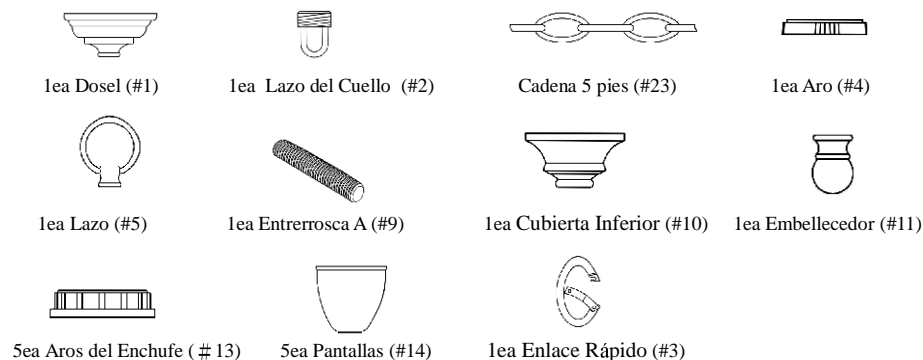 1ea Dosel (#1) 1ea Lazo del Cuello (#2) Cadena 5 pies (#23) 1ea Aro (#4)
1ea Lazo (#5) 1ea Entrerrosca A (#9) 1ea Cubierta Inferior (#10) 1ea Embellecedor (#11)
5ea Aros del Enchufe (#13) 5ea Pantallas (#14) 1ea Enlace Rápido (#3)